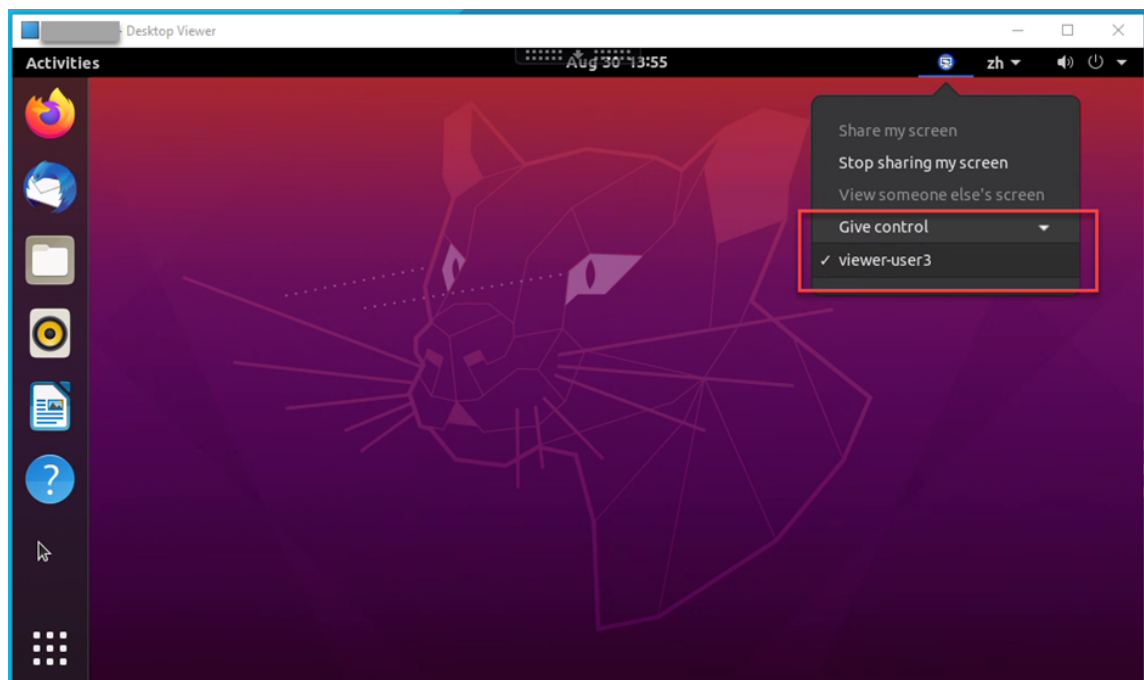 - Desktop Viewer
Activities
Aug 30 13:55
zh
Share my screen
Stop sharing my screen
View someone else's screen
Give control
✓ viewer-user3
?